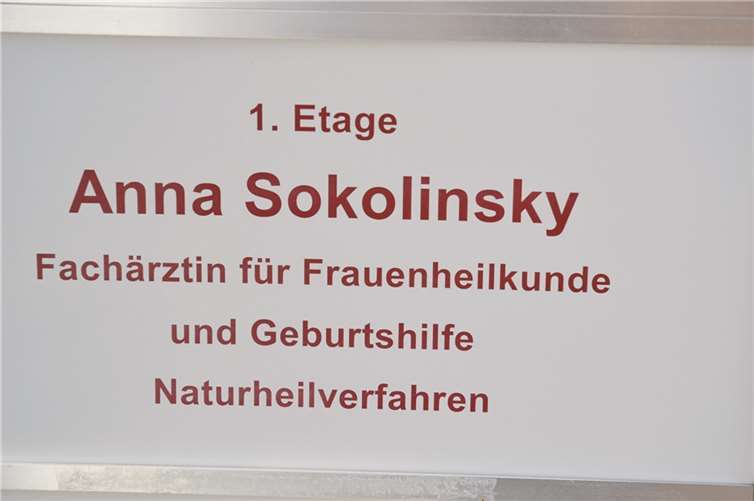 1. Etage
Anna Sokolinsky
Fachärztin für Frauenheilkunde
und Geburtshilfe
Naturheilverfahren